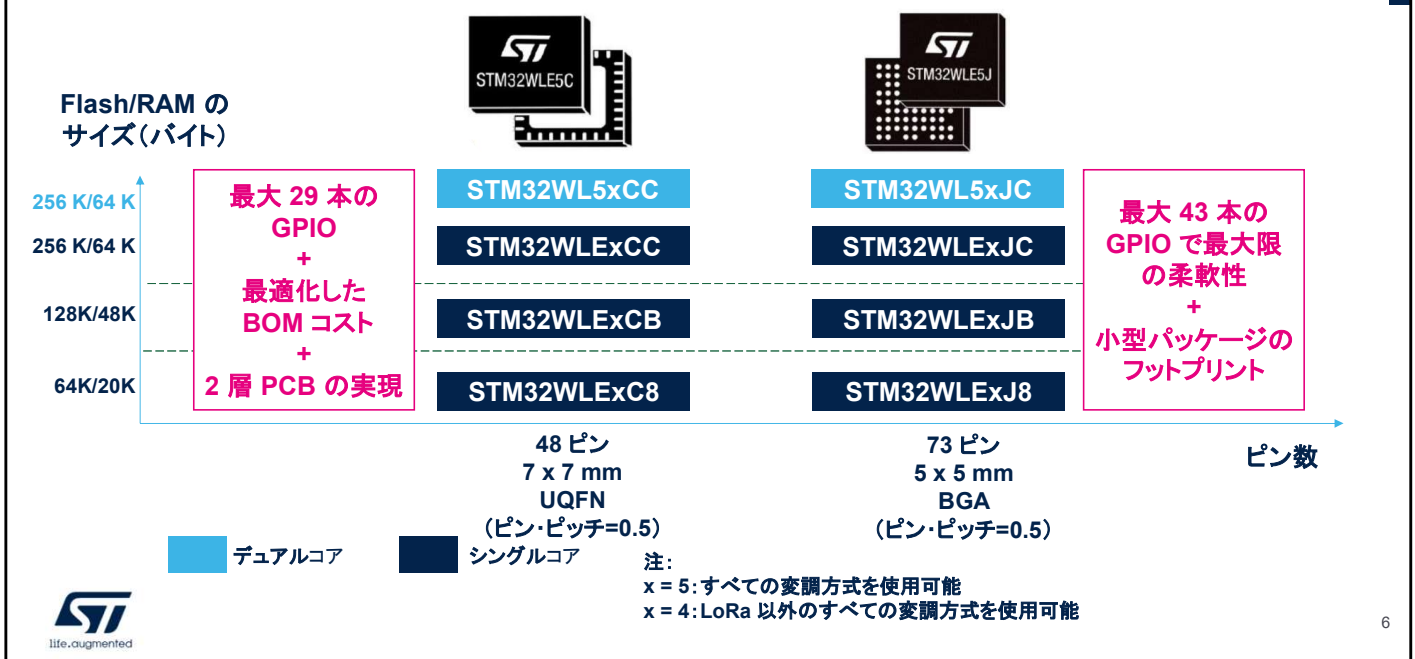 STM32WLE5C
STM32WLE5J
Flash/RAM の
サイズ(バイト)
256 K/64 K
256 K/64 K
128K/48K
64K/20K
最大 29 本の
GPIO
+
最適化した
BOM コスト
+
2 層 PCB の実現
STM32WL5xCC
STM32WLExCC
STM32WLExCB
STM32WLExC8
STM32WL5xJC
STM32WLExJC
STM32WLExJB
STM32WLExJ8
最大 43 本の
GPIO で最大限
の柔軟性
+
小型パッケージの
フットプリント
48 ピン
7 x 7 mm
UQFN
(ピン・ピッチ=0.5)
73 ピン
5 x 5 mm
BGA
(ピン・ピッチ=0.5)
ピン数
デュアルコア
シングルコア
注:
x = 5:すべての変調方式を使用可能
x = 4:LoRa 以外のすべての変調方式を使用可能
ST
life.augmented
6